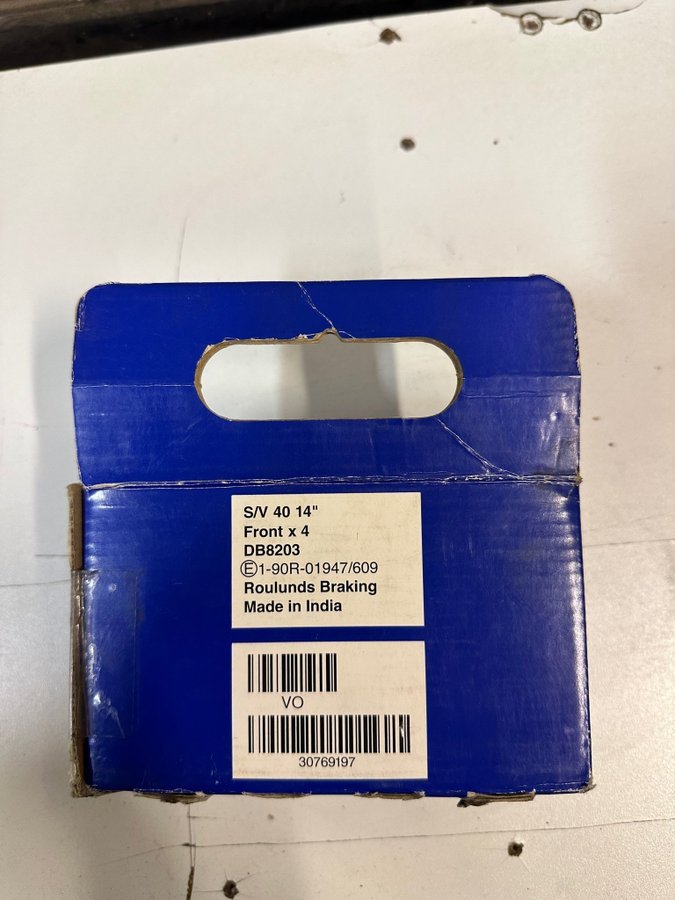 S/V 40 14"
Front x 4
DB8203
Ⓔ1-90R-01947/609
Roulunds Braking
Made in India
VO
30769197